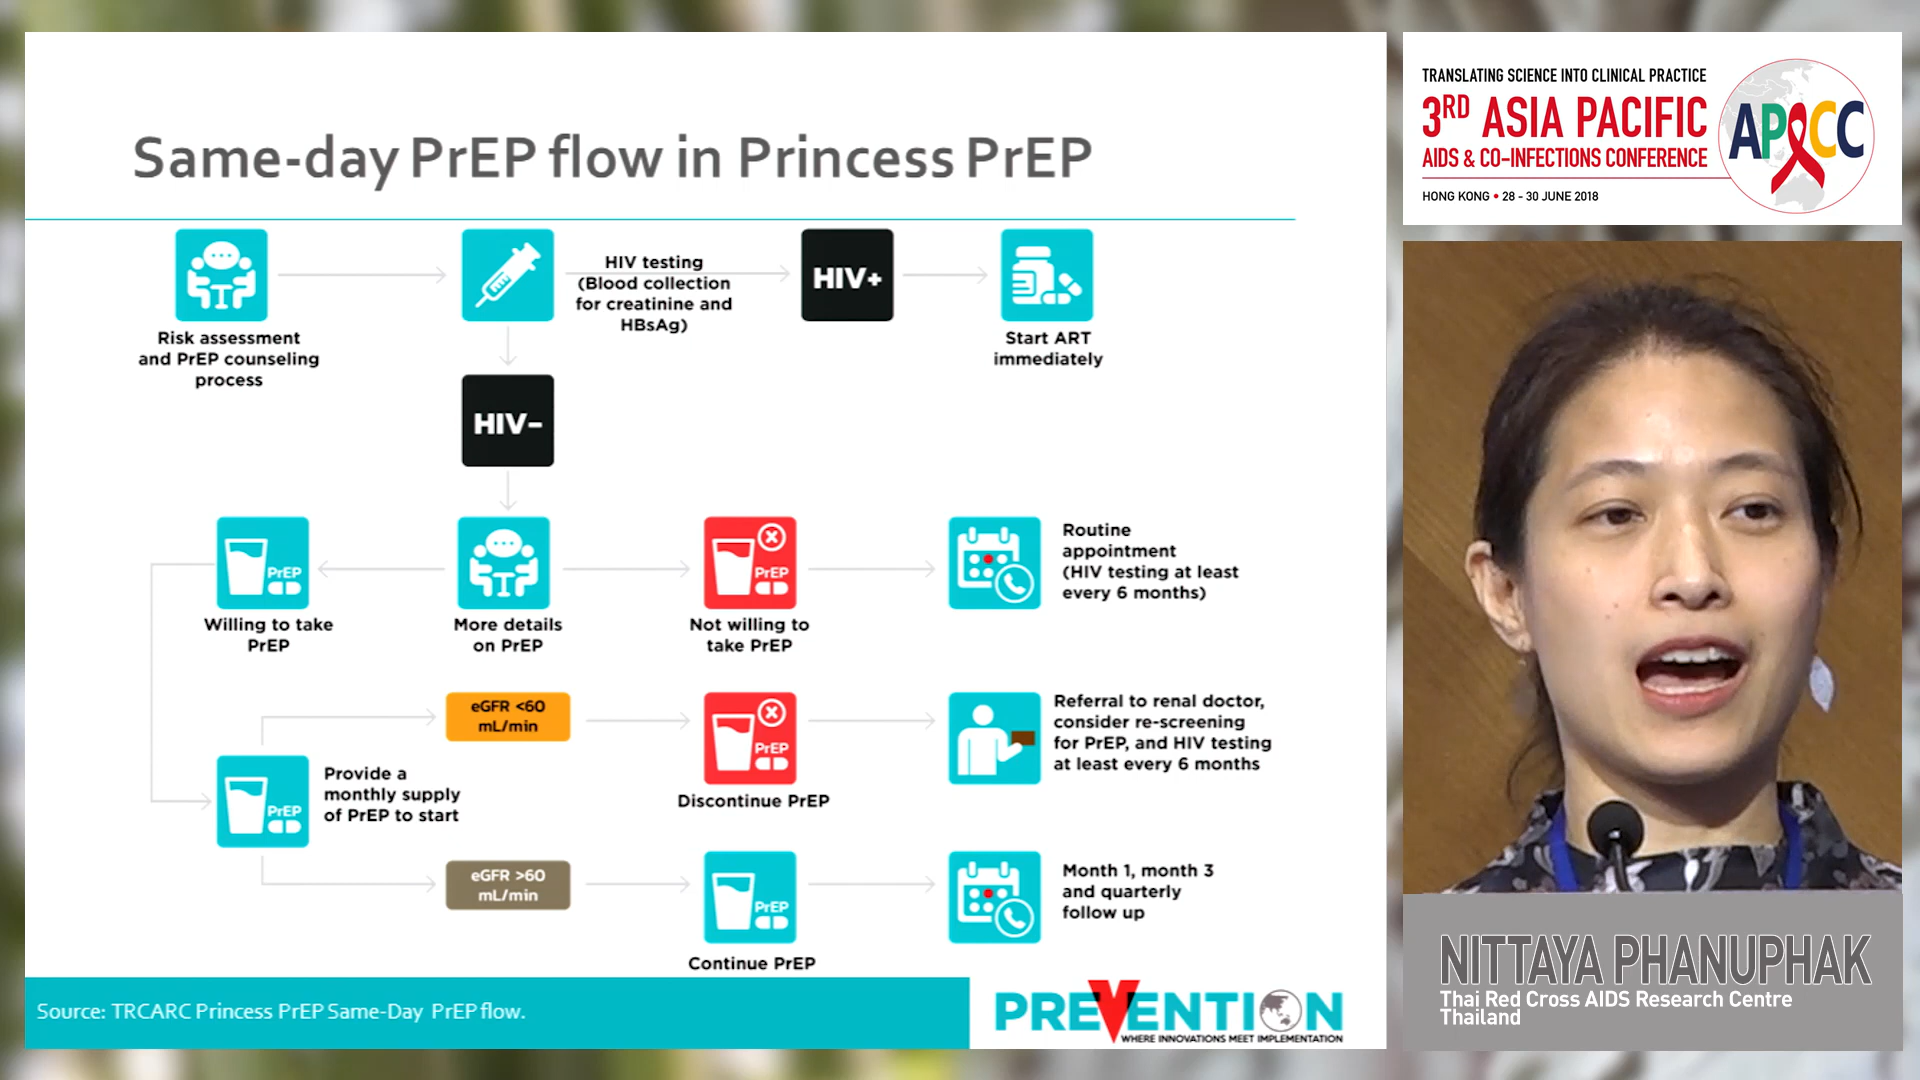 Same-day PrEP flow in Princess PrEP
Risk assessment
and PrEP counseling
process
HIV testing
(Blood collection
for creatinine and
HBsAg)
HIV+
Start ART
immediately
HIV-
PrEP
Willing to take
PrEP
More details
on PrEP
PrEP
Not willing to
take PrEP
Routine
appointment
(HIV testing at least
every 6 months)
PrEP
Provide a
monthly supply
of PrEP to start
eGFR <60
mL/min
PrEP
Discontinue PrEP
Referral to renal doctor,
consider re-screening
for PrEP, and HIV testing
at least every 6 months
eGFR >60
mL/min
PrEP
Continue PrEP
Month 1, month 3
and quarterly
follow up
Source: TRCARC Princess PrEP Same-Day PrEP flow.
PREVENTION
WHERE INNOVATIONS MEET IMPLEMENTATION
TRANSLATING SCIENCE INTO CLINICAL PRACTICE
3RD ASIA PACIFIC
AIDS & CO-INFECTIONS CONFERENCE
HONG KONG • 28 - 30 JUNE 2018
APACC
NITTAYA PHANUPHAK
Thai Red Cross AIDS Research Centre
Thailand